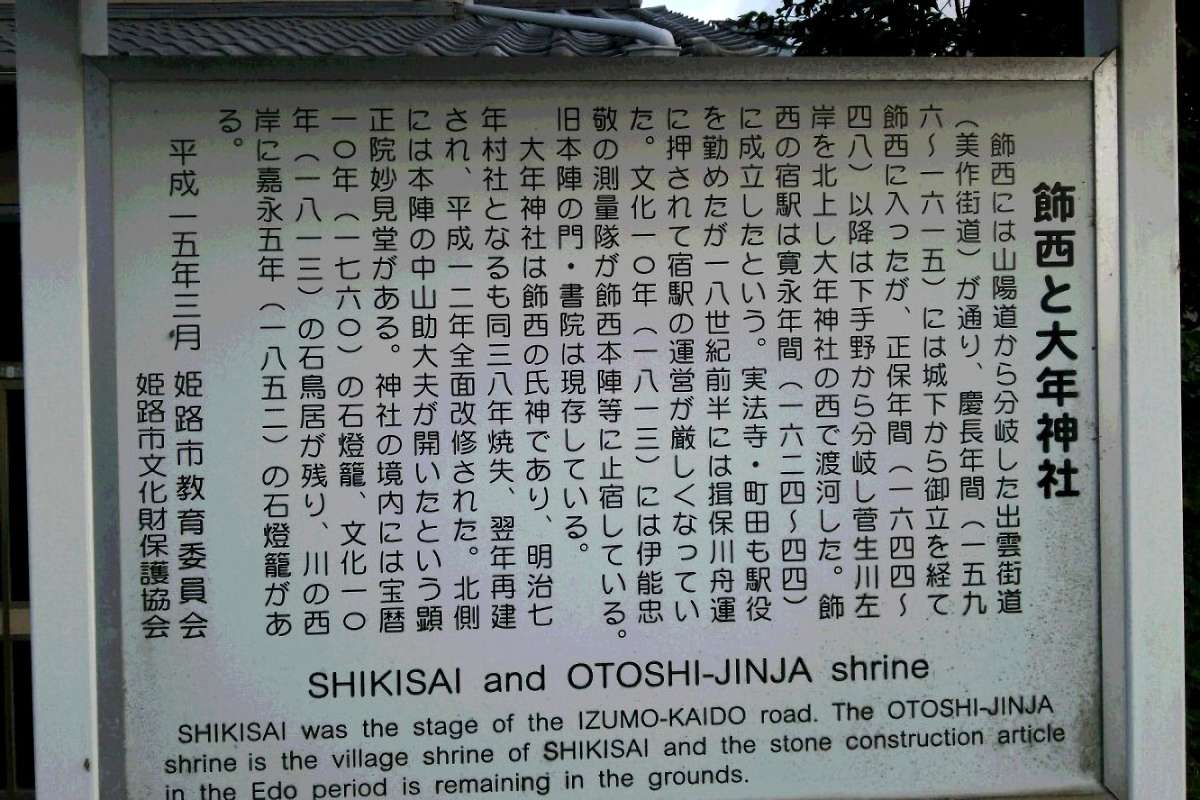 飾西と大年神社
飾西には山陽道から分岐した出雲街道
（美作街道）が通り、慶長年間（一五九
六～一六一五）には城下から御立を経て
飾西に入ったが、正保年間（一六四四～
四八）以降は下手野から分岐し菅生川左
岸を北上し大年神社の西で渡河した。飾
西の宿駅は寛永年間（一六二四～四四）
に成立したという。実法寺・町田も駅役
を勤めたが一八世紀前半には揖保川舟運
に押されて宿駅の運営が厳しくなってい
た。文化一〇年（一八一三）には伊能忠
敬の測量隊が飾西本陣等に止宿している。
旧本陣の門・書院は現存している。
大年神社は飾西の氏神であり、明治七
年村社となるも同三八年焼失、翌年再建
され、平成一二年全面改修された。北側
には本陣の中山助大夫が開いたという顕
正院妙見堂がある。神社の境内には宝暦
一〇年（一七六〇）の石燈籠、文化一〇
年（一八一三）の石鳥居が残り、川の西
岸に嘉永五年（一八五二）の石燈籠があ
る。
平成一五年三月 姫路市教育委員会
姫路市文化財保護協会
SHIKISAI and OTOSHI-JINJA shrine
SHIKISAI was the stage of the IZUMO-KAIDO road. The OTOSHI-JINJA
shrine is the village shrine of SHIKISAI and the stone construction article
in the Edo period is remaining in the grounds.